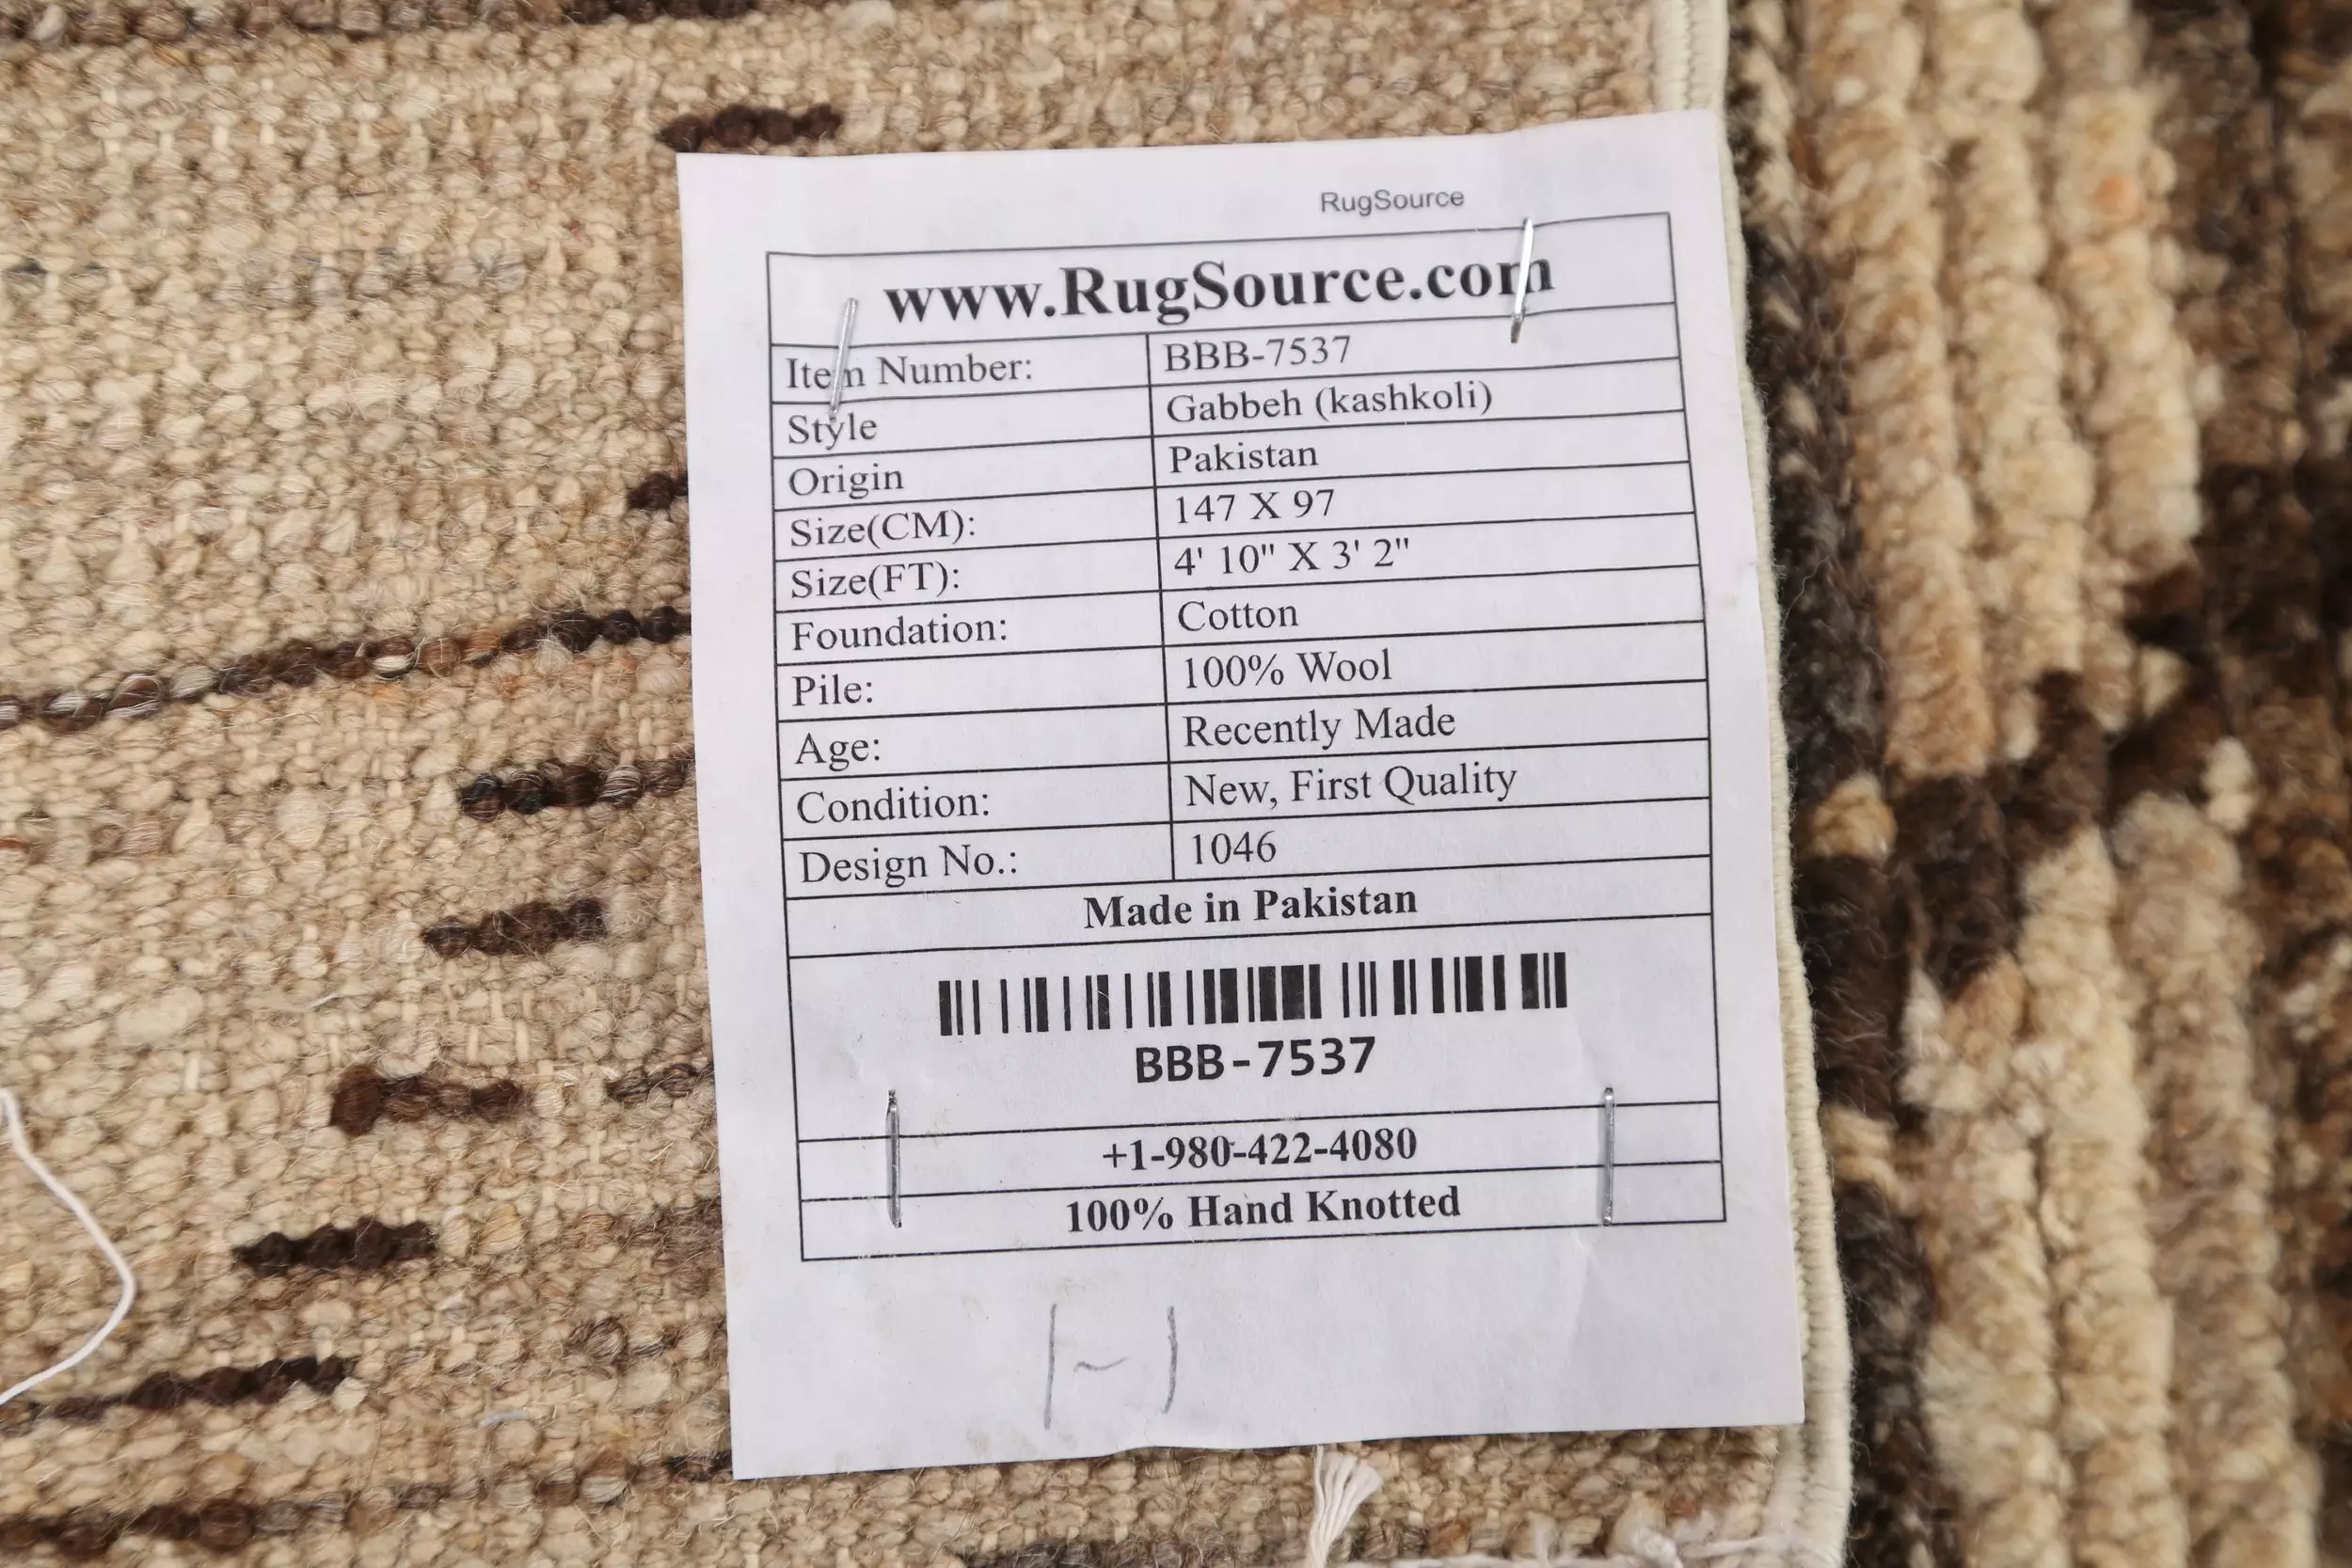 RugSource
www.RugSource.com
Item Number: BBB-7537
Style Gabbeh (kashkoli)
Origin Pakistan
Size(CM): 147 X 97
Size(FT): 4' 10" X 3' 2"
Foundation: Cotton
Pile: 100% Wool
Age: Recently Made
Condition: New, First Quality
Design No.: 1046
Made in Pakistan
BBB-7537
+1-980-422-4080
100% Hand Knotted
1-1